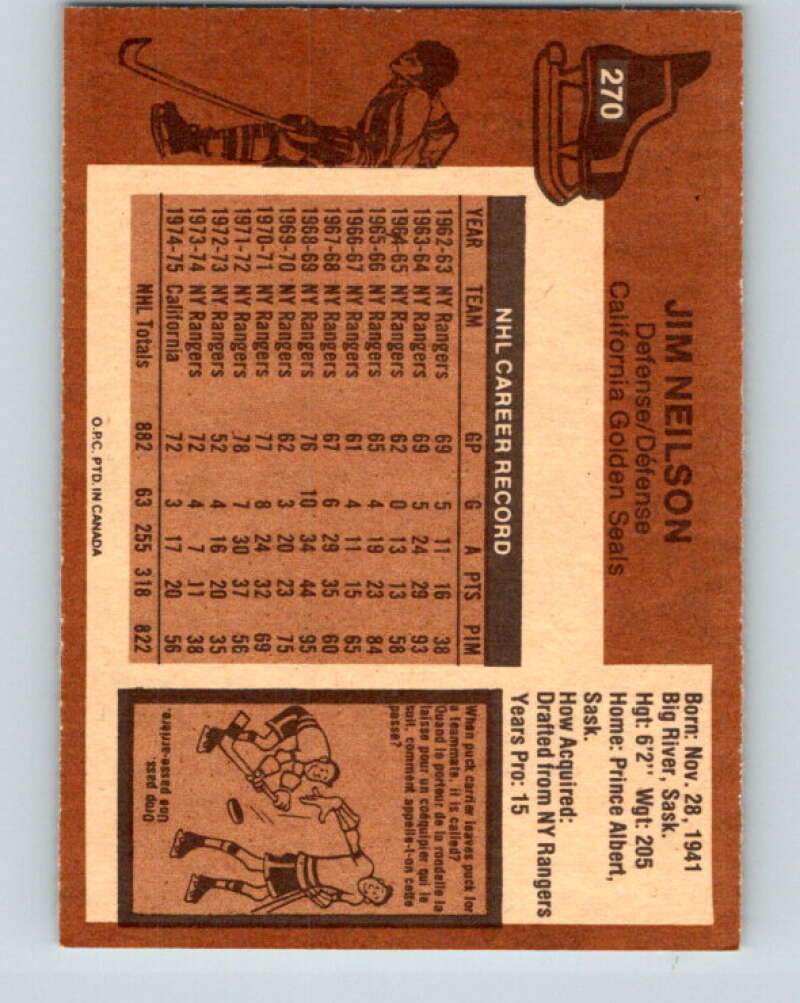 270
JIM NEILSON
Defense/Défense
California Golden Seals
Born: Nov. 28, 1941
Big River, Sask.
Hgt: 6'2" Wgt: 205
Home: Prince Albert,
Sask.
How Acquired:
Drafted from NY Rangers
Years Pro: 15
NHL CAREER RECORD
YEAR TEAM GP G A PTS PIM
1962-63 NY Rangers 69 5 11 16 38
1963-64 NY Rangers 69 5 24 29 93
1964-65 NY Rangers 62 0 13 13 58
1965-66 NY Rangers 65 4 19 23 84
1966-67 NY Rangers 61 4 11 15 65
1967-68 NY Rangers 67 6 29 35 60
1968-69 NY Rangers 76 10 34 44 95
1969-70 NY Rangers 62 3 20 23 75
1970-71 NY Rangers 77 8 24 32 69
1971-72 NY Rangers 78 7 30 37 56
1972-73 NY Rangers 52 4 16 20 35
1973-74 NY Rangers 72 4 7 11 38
1974-75 California 72 3 17 20 56
NHL Totals 882 63 255 318 822
When puck carrier leaves puck for
a teammate, it is called?
Quand le porteur de la rondelle la
laisse pour un coéquipier qui le
suit, comment appelle-t-on cette
passe?
Drop pass.
Une passe-arrière.
O.P.C. PTD. IN CANADA